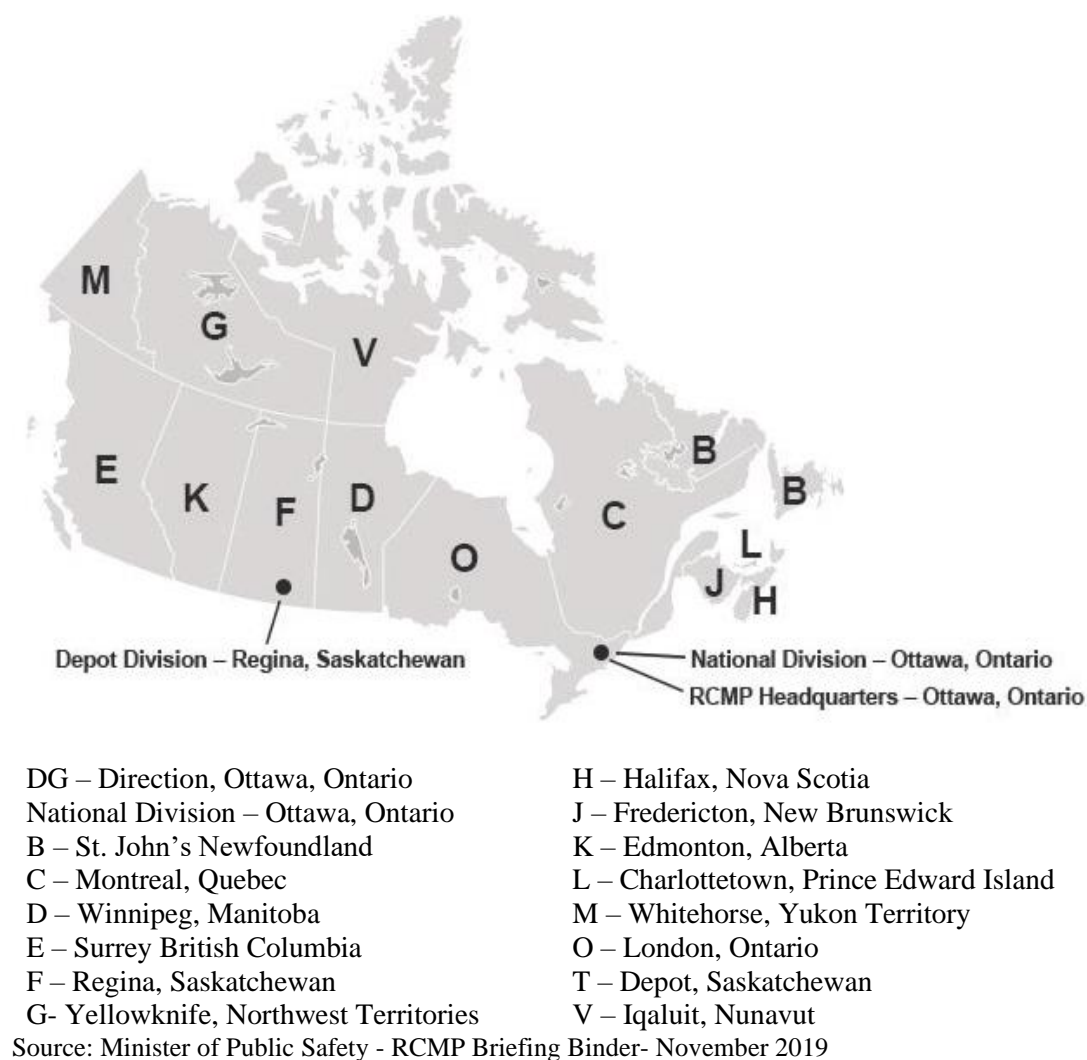 M
G
V
E
K
F
D
O
C
B
B
L
J
H
Depot Division – Regina, Saskatchewan
National Division – Ottawa, Ontario
RCMP Headquarters – Ottawa, Ontario
DG – Direction, Ottawa, Ontario
National Division – Ottawa, Ontario
B – St. John’s Newfoundland
C – Montreal, Quebec
D – Winnipeg, Manitoba
E – Surrey British Columbia
F – Regina, Saskatchewan
G- Yellowknife, Northwest Territories
H – Halifax, Nova Scotia
J – Fredericton, New Brunswick
K – Edmonton, Alberta
L – Charlottetown, Prince Edward Island
M – Whitehorse, Yukon Territory
O – London, Ontario
T – Depot, Saskatchewan
V – Iqaluit, Nunavut
Source: Minister of Public Safety - RCMP Briefing Binder- November 2019